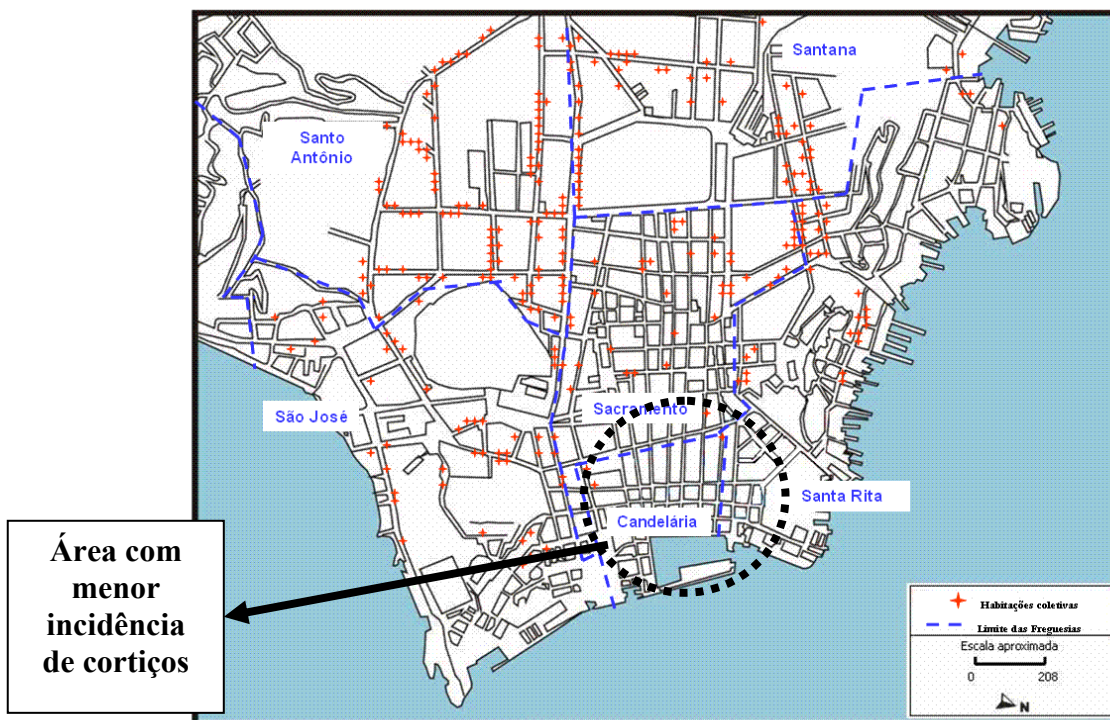 Santana
Santo
Antônio
São José
Sacramento
Santa Rita
Candelária
Área com
menor
incidência
de cortiços
Habitações coletivas
Limite das Freguesias
Escala aproximada
0 208
N